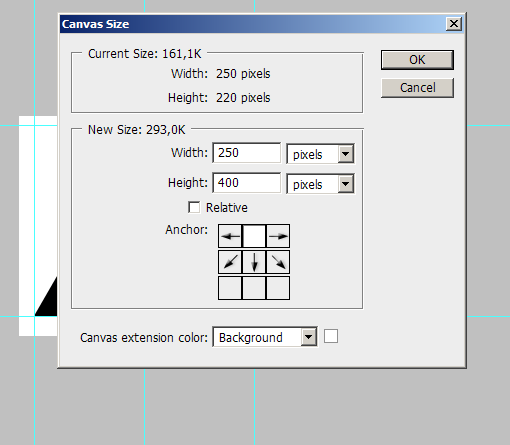 Canvas Size
Current Size: 161,1K
Width: 250 pixels
Height: 220 pixels
OK
Cancel
New Size: 293,0K
Width: 250 pixels
Height: 400 pixels
Relative
Anchor:
Canvas extension color: Background